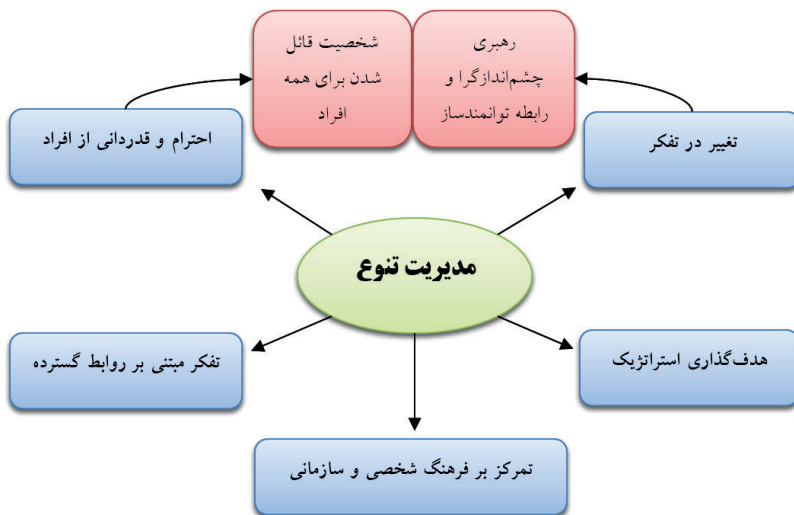 رهبری
چشم‌اندازگرا و
رابطه توانمندساز
شخصیت قائل
شدن برای همه
افراد
تغییر در تفکر
احترام و قدردانی از افراد
مدیریت تنوع
هدف‌گذاری استراتژیک
تفکر مبتنی بر روابط گسترده
تمرکز بر فرهنگ شخصی و سازمانی